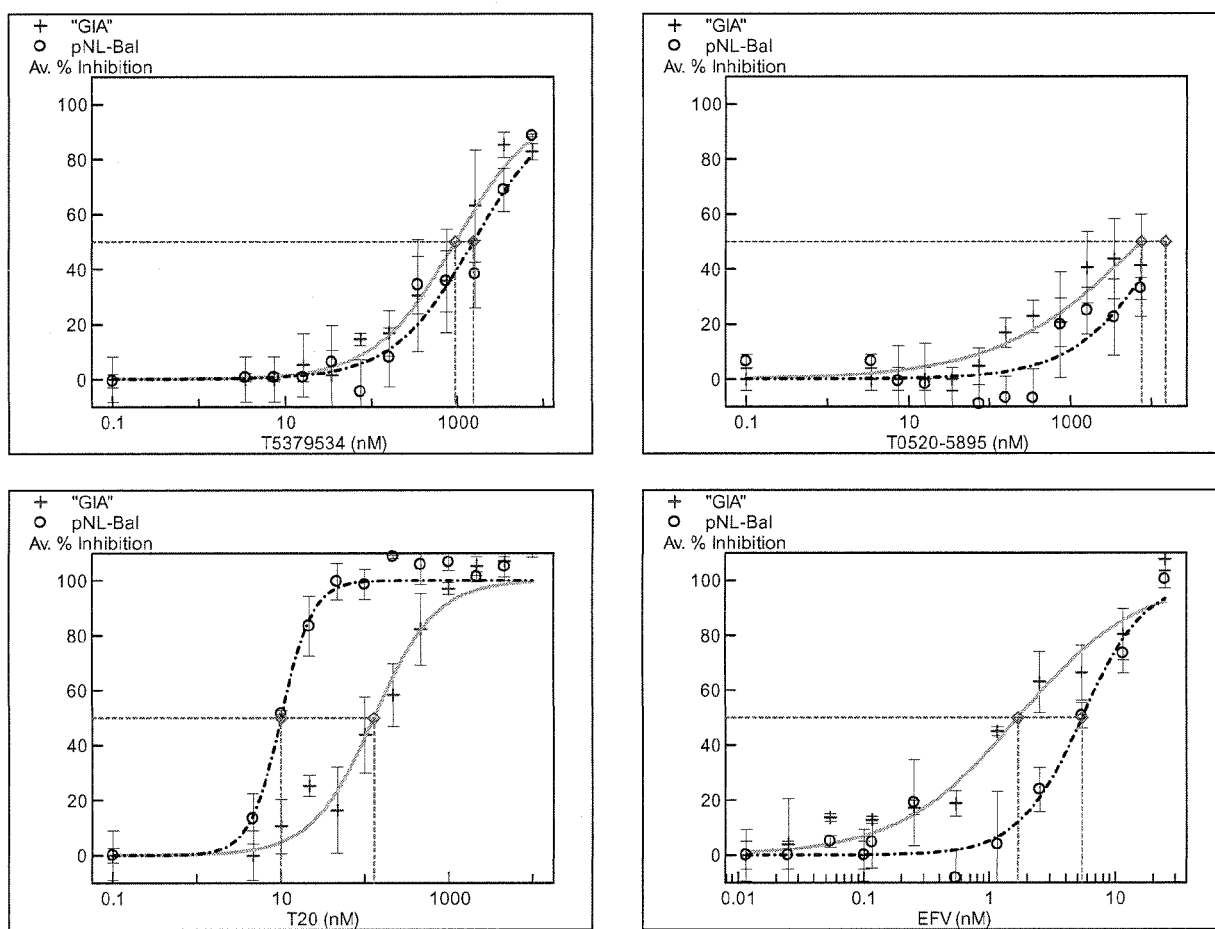 + "GIA"
o pNL-Bal
Av. % Inhibition
100
80
60
40
20
0
0.1 10 1000
T5379534 (nM)
+ "GIA"
o pNL-Bal
Av. % Inhibition
100
80
60
40
20
0
0.1 10 1000
T0520-5895 (nM)
+ "GIA"
o pNL-Bal
Av. % Inhibition
100
80
60
40
20
0
0.1 10 1000
T20 (nM)
+ "GIA"
o pNL-Bal
Av. % Inhibition
100
80
60
40
20
0
0.01 0.1 1 10
EFV (nM)